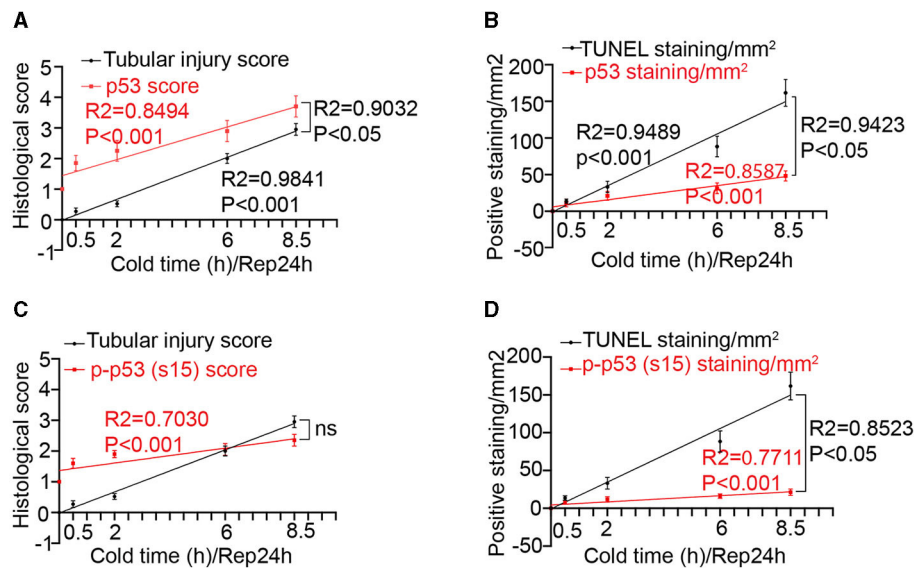 A
Tubular injury score
p53 score
R2=0.8494
P<0.001
R2=0.9032
P<0.05
R2=0.9841
P<0.001
Histological score
5
4
3
2
1
0
-1
0.5 2 6 8.5
Cold time (h)/Rep24h
B
TUNEL staining/mm²
p53 staining/mm²
R2=0.9489
p<0.001
R2=0.9423
P<0.05
R2=0.8587
P<0.001
Positive staining/mm2
200
150
100
50
0
-50
0.5 2 6 8.5
Cold time (h)/Rep24h
C
Tubular injury score
p-p53 (s15) score
R2=0.7030
P<0.001
ns
Histological score
5
4
3
2
1
0
-1
0.5 2 6 8.5
Cold time (h)/Rep24h
D
TUNEL staining/mm²
p-p53 (s15) staining/mm²
R2=0.8523
P<0.05
R2=0.7711
P<0.001
Positive staining/mm2
200
150
100
50
0
-50
0.5 2 6 8.5
Cold time (h)/Rep24h